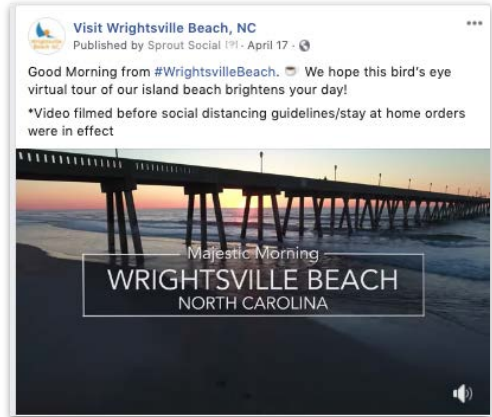 Visit Wrightsville Beach, NC
Published by Sprout Social [?] · April 17 ·
Good Morning from #WrightsvilleBeach. ☕ We hope this bird's eye
virtual tour of our island beach brightens your day!
*Video filmed before social distancing guidelines/stay at home orders
were in effect
Majestic Morning
WRIGHTSVILLE BEACH
NORTH CAROLINA